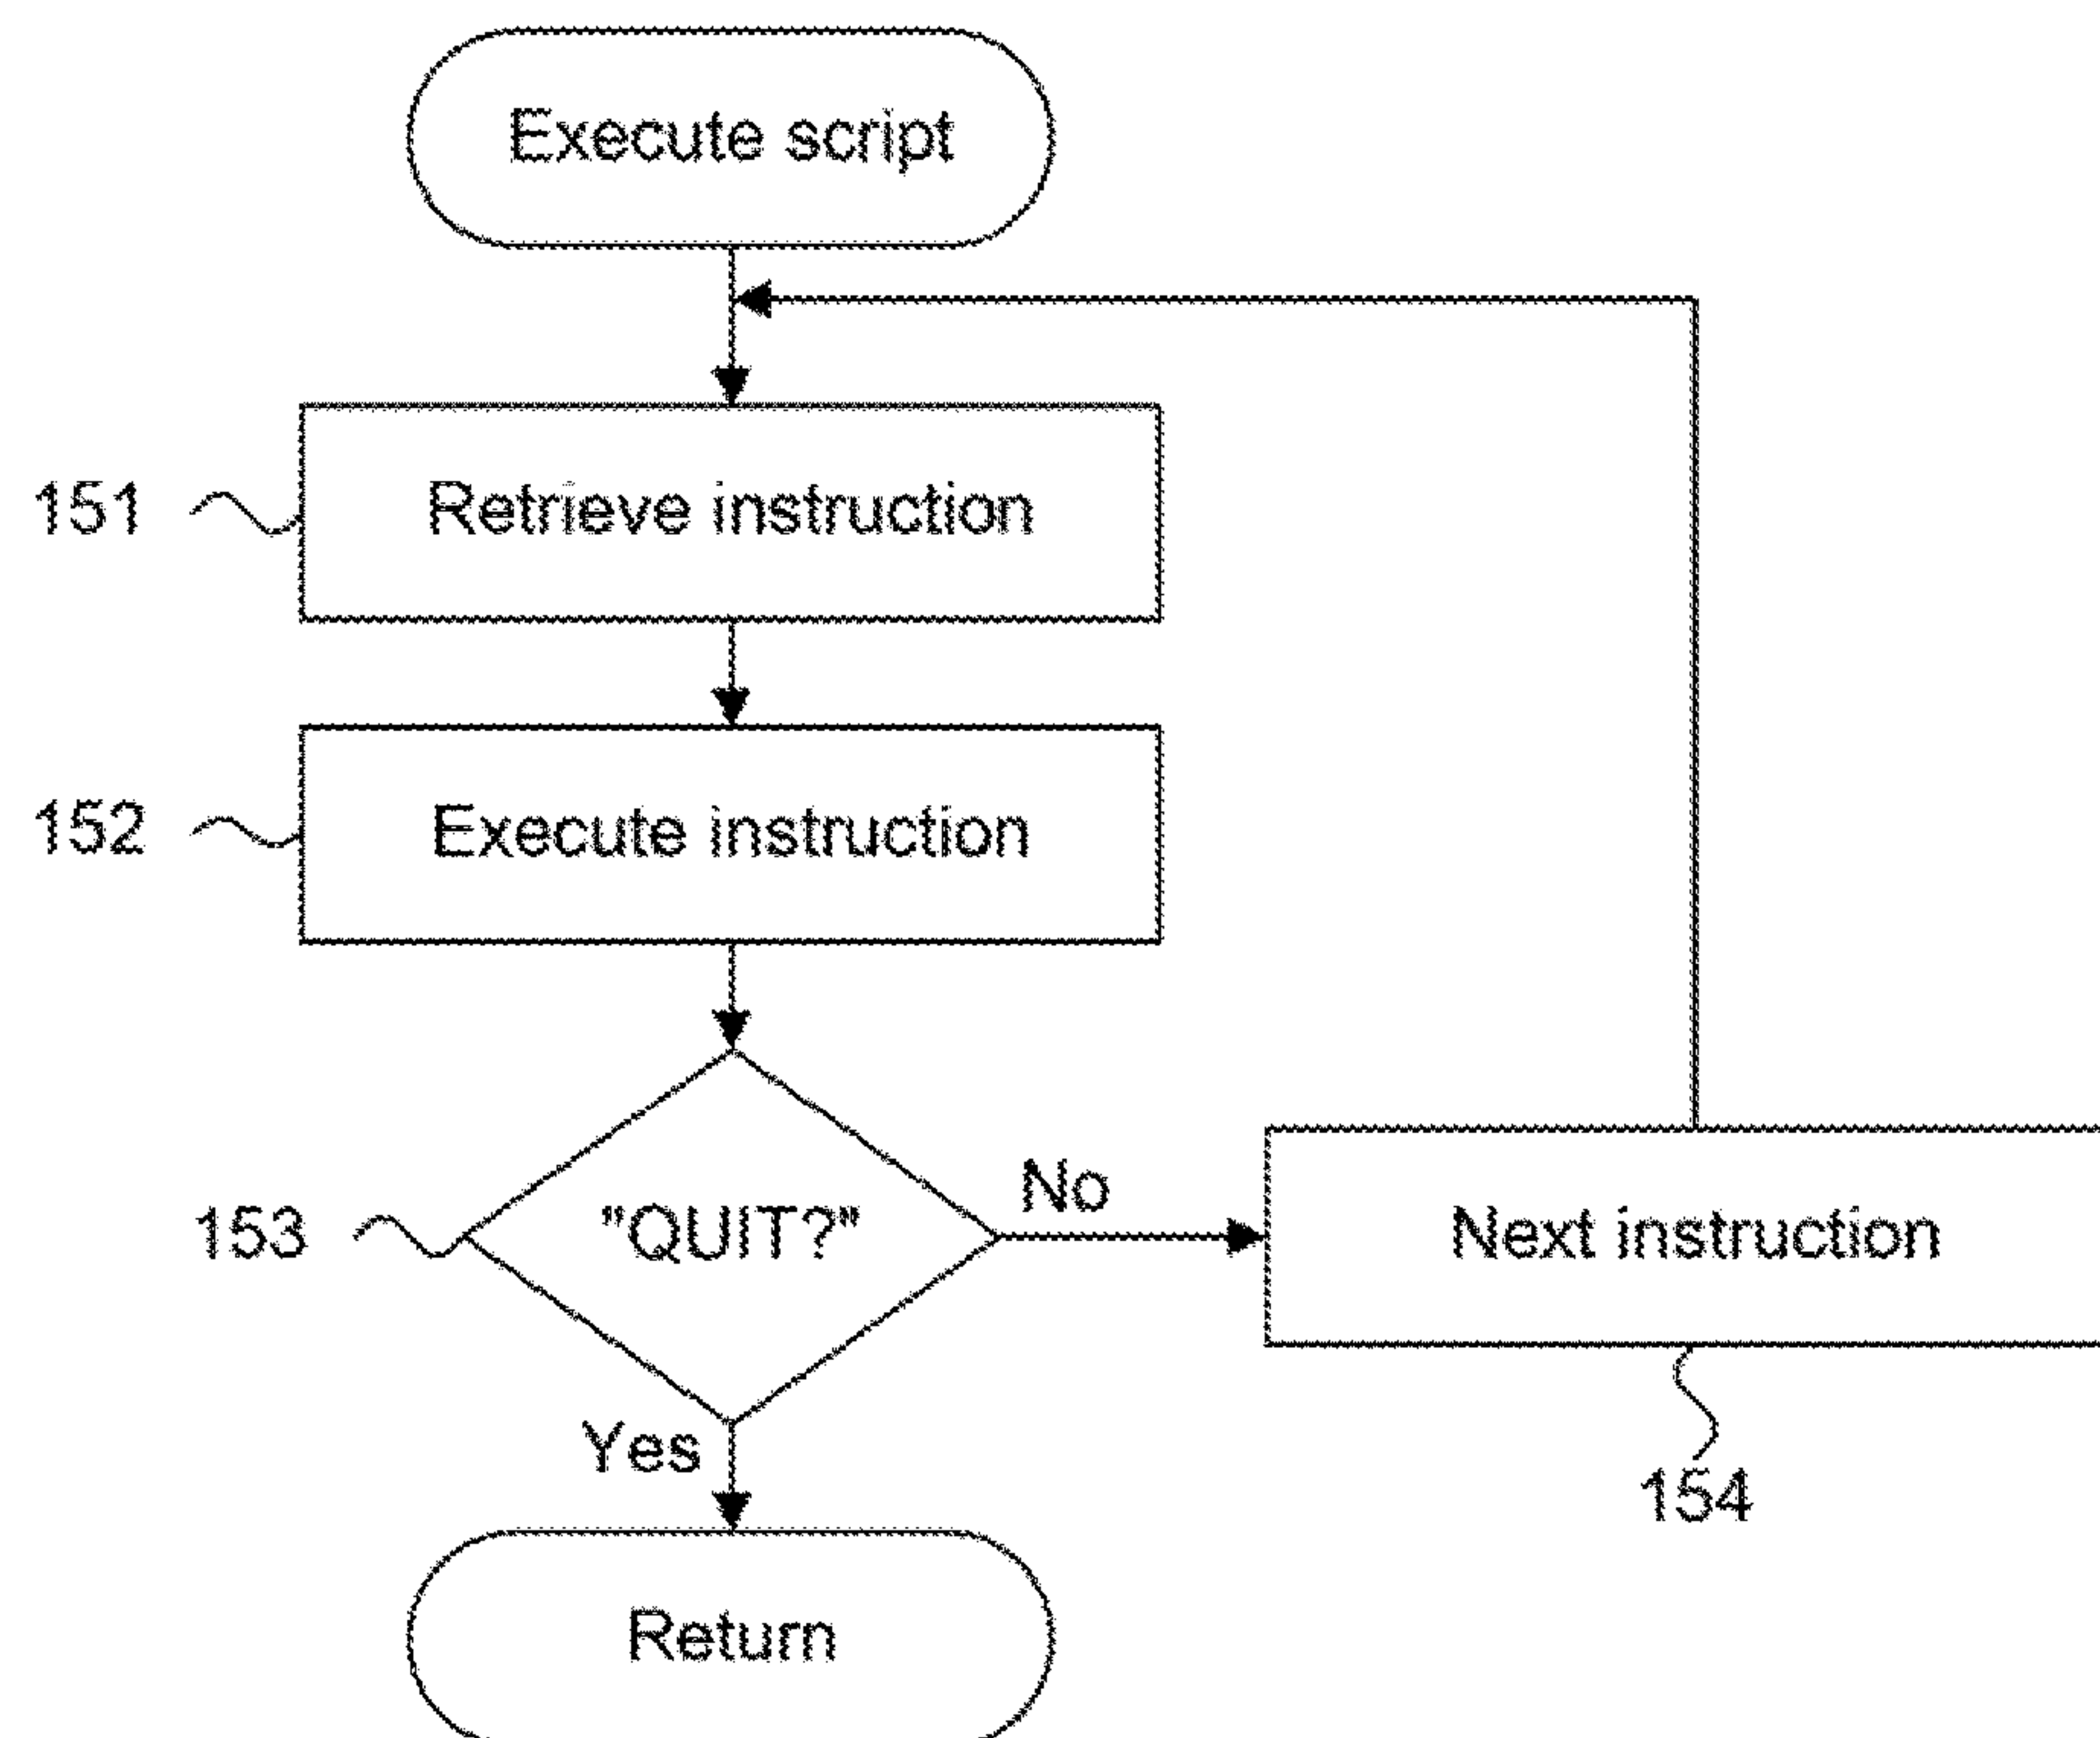 Execute script
151 Retrieve instruction
152 Execute instruction
153 "QUIT?" No Next instruction
Yes
154
Return